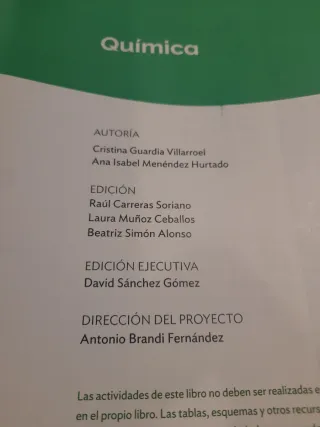 Química
AUTORÍA
Cristina Guardia Villarroel
Ana Isabel Menéndez Hurtado
EDICIÓN
Raúl Carreras Soriano
Laura Muñoz Ceballos
Beatriz Simón Alonso
EDICIÓN EJECUTIVA
David Sánchez Gómez
DIRECCIÓN DEL PROYECTO
Antonio Brandi Fernández
Las actividades de este libro no deben ser realizadas e
en el propio libro. Las tablas, esquemas y otros recurs